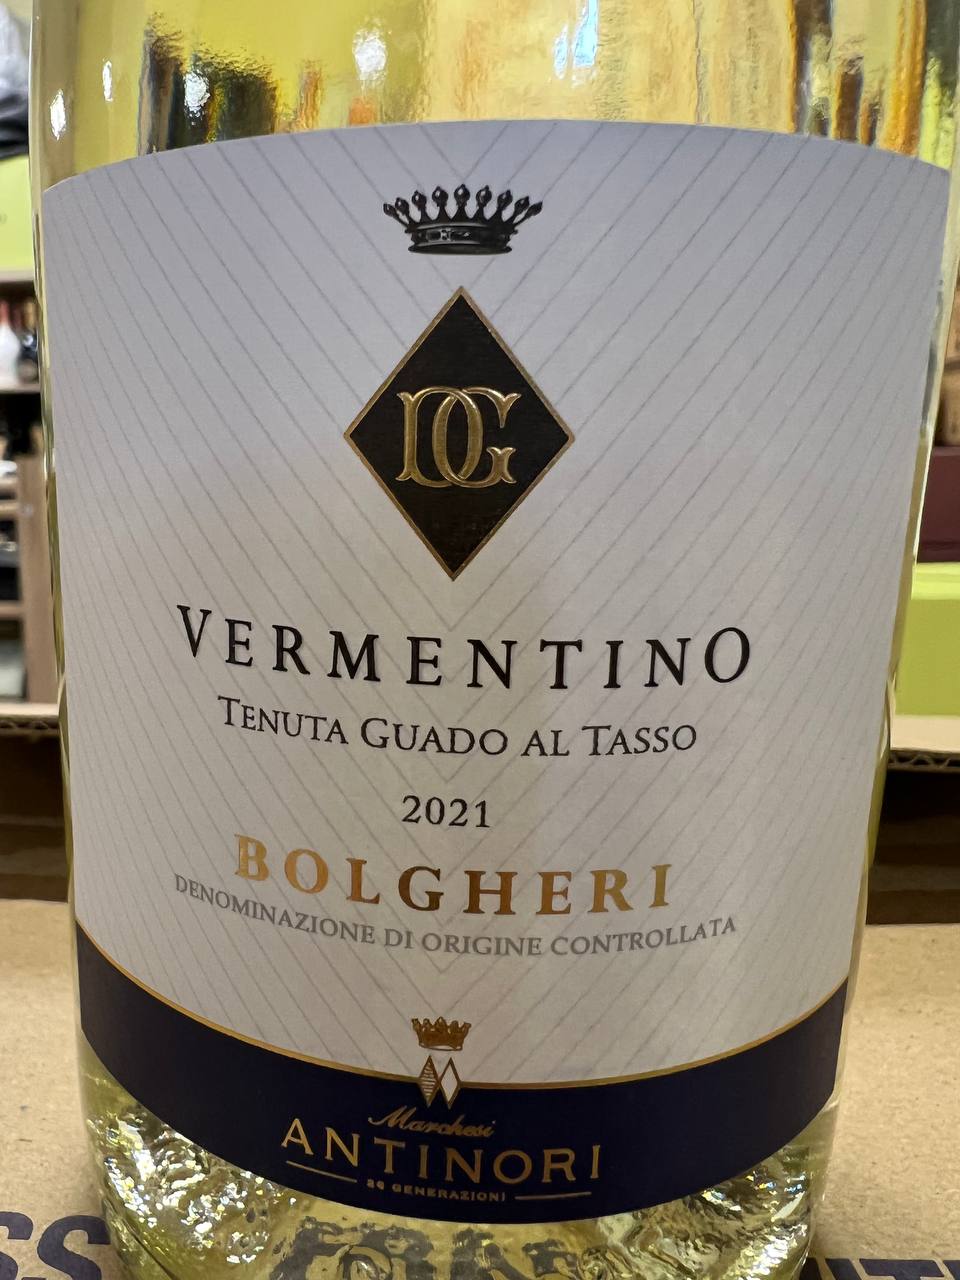 DG
VERMENTINO
TENUTA GUADO AL TASSO
2021
BOLGHERI
DENOMINAZIONE DI ORIGINE CONTROLLATA
Marchesi
ANTINORI
26 GENERAZIONI